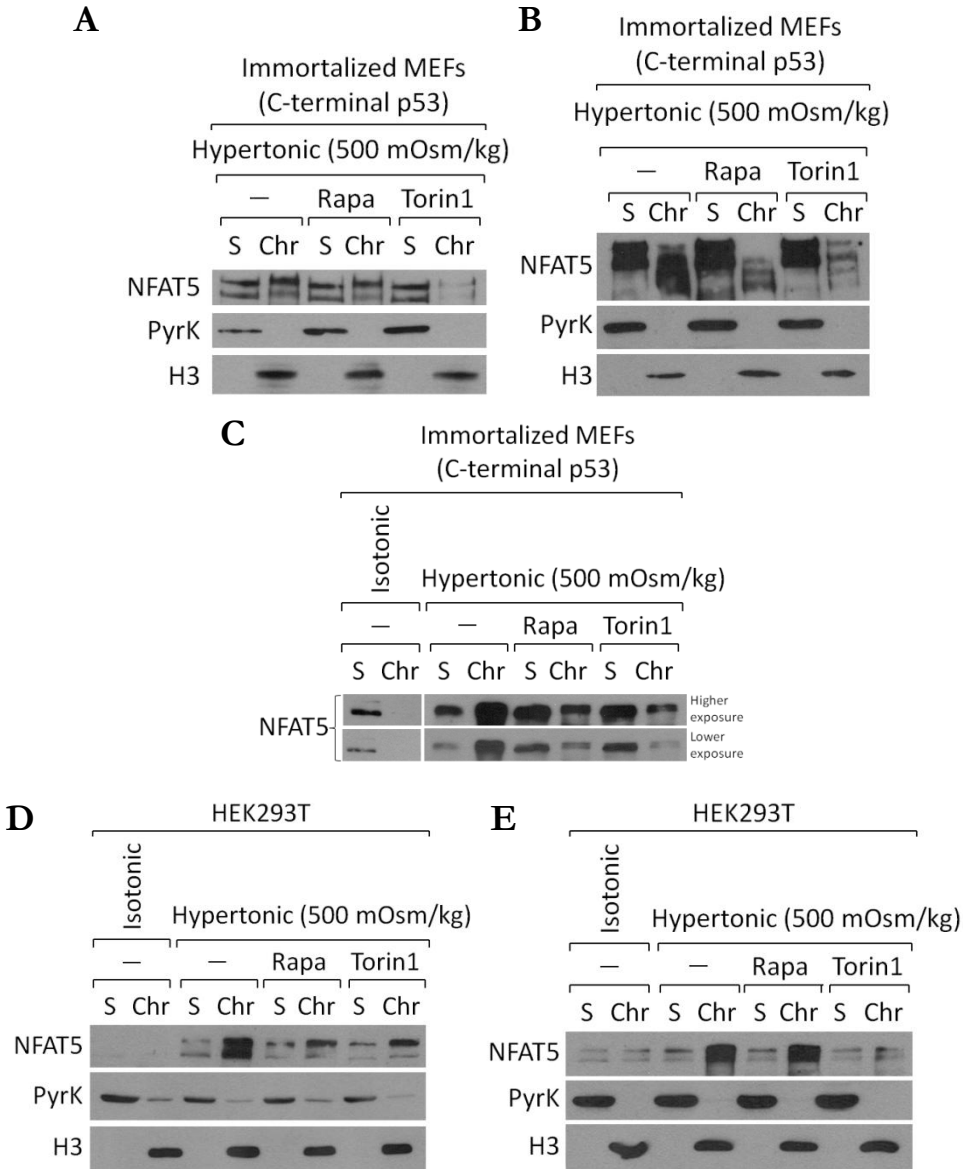 A
Immortalized MEFs
(C-terminal p53)
Hypertonic (500 mOsm/kg)
— Rapa Torin1
S Chr S Chr S Chr
NFAT5
PyrK
H3
B
Immortalized MEFs
(C-terminal p53)
Hypertonic (500 mOsm/kg)
— Rapa Torin1
S Chr S Chr S Chr
NFAT5
PyrK
H3
C
Immortalized MEFs
(C-terminal p53)
Isotonic
Hypertonic (500 mOsm/kg)
— — Rapa Torin1
S Chr S Chr S Chr S Chr
NFAT5
Higher
exposure
Lower
exposure
D
HEK293T
Isotonic
Hypertonic (500 mOsm/kg)
— — Rapa Torin1
S Chr S Chr S Chr S Chr
NFAT5
PyrK
H3
E
HEK293T
Isotonic
Hypertonic (500 mOsm/kg)
— — Rapa Torin1
S Chr S Chr S Chr S Chr
NFAT5
PyrK
H3